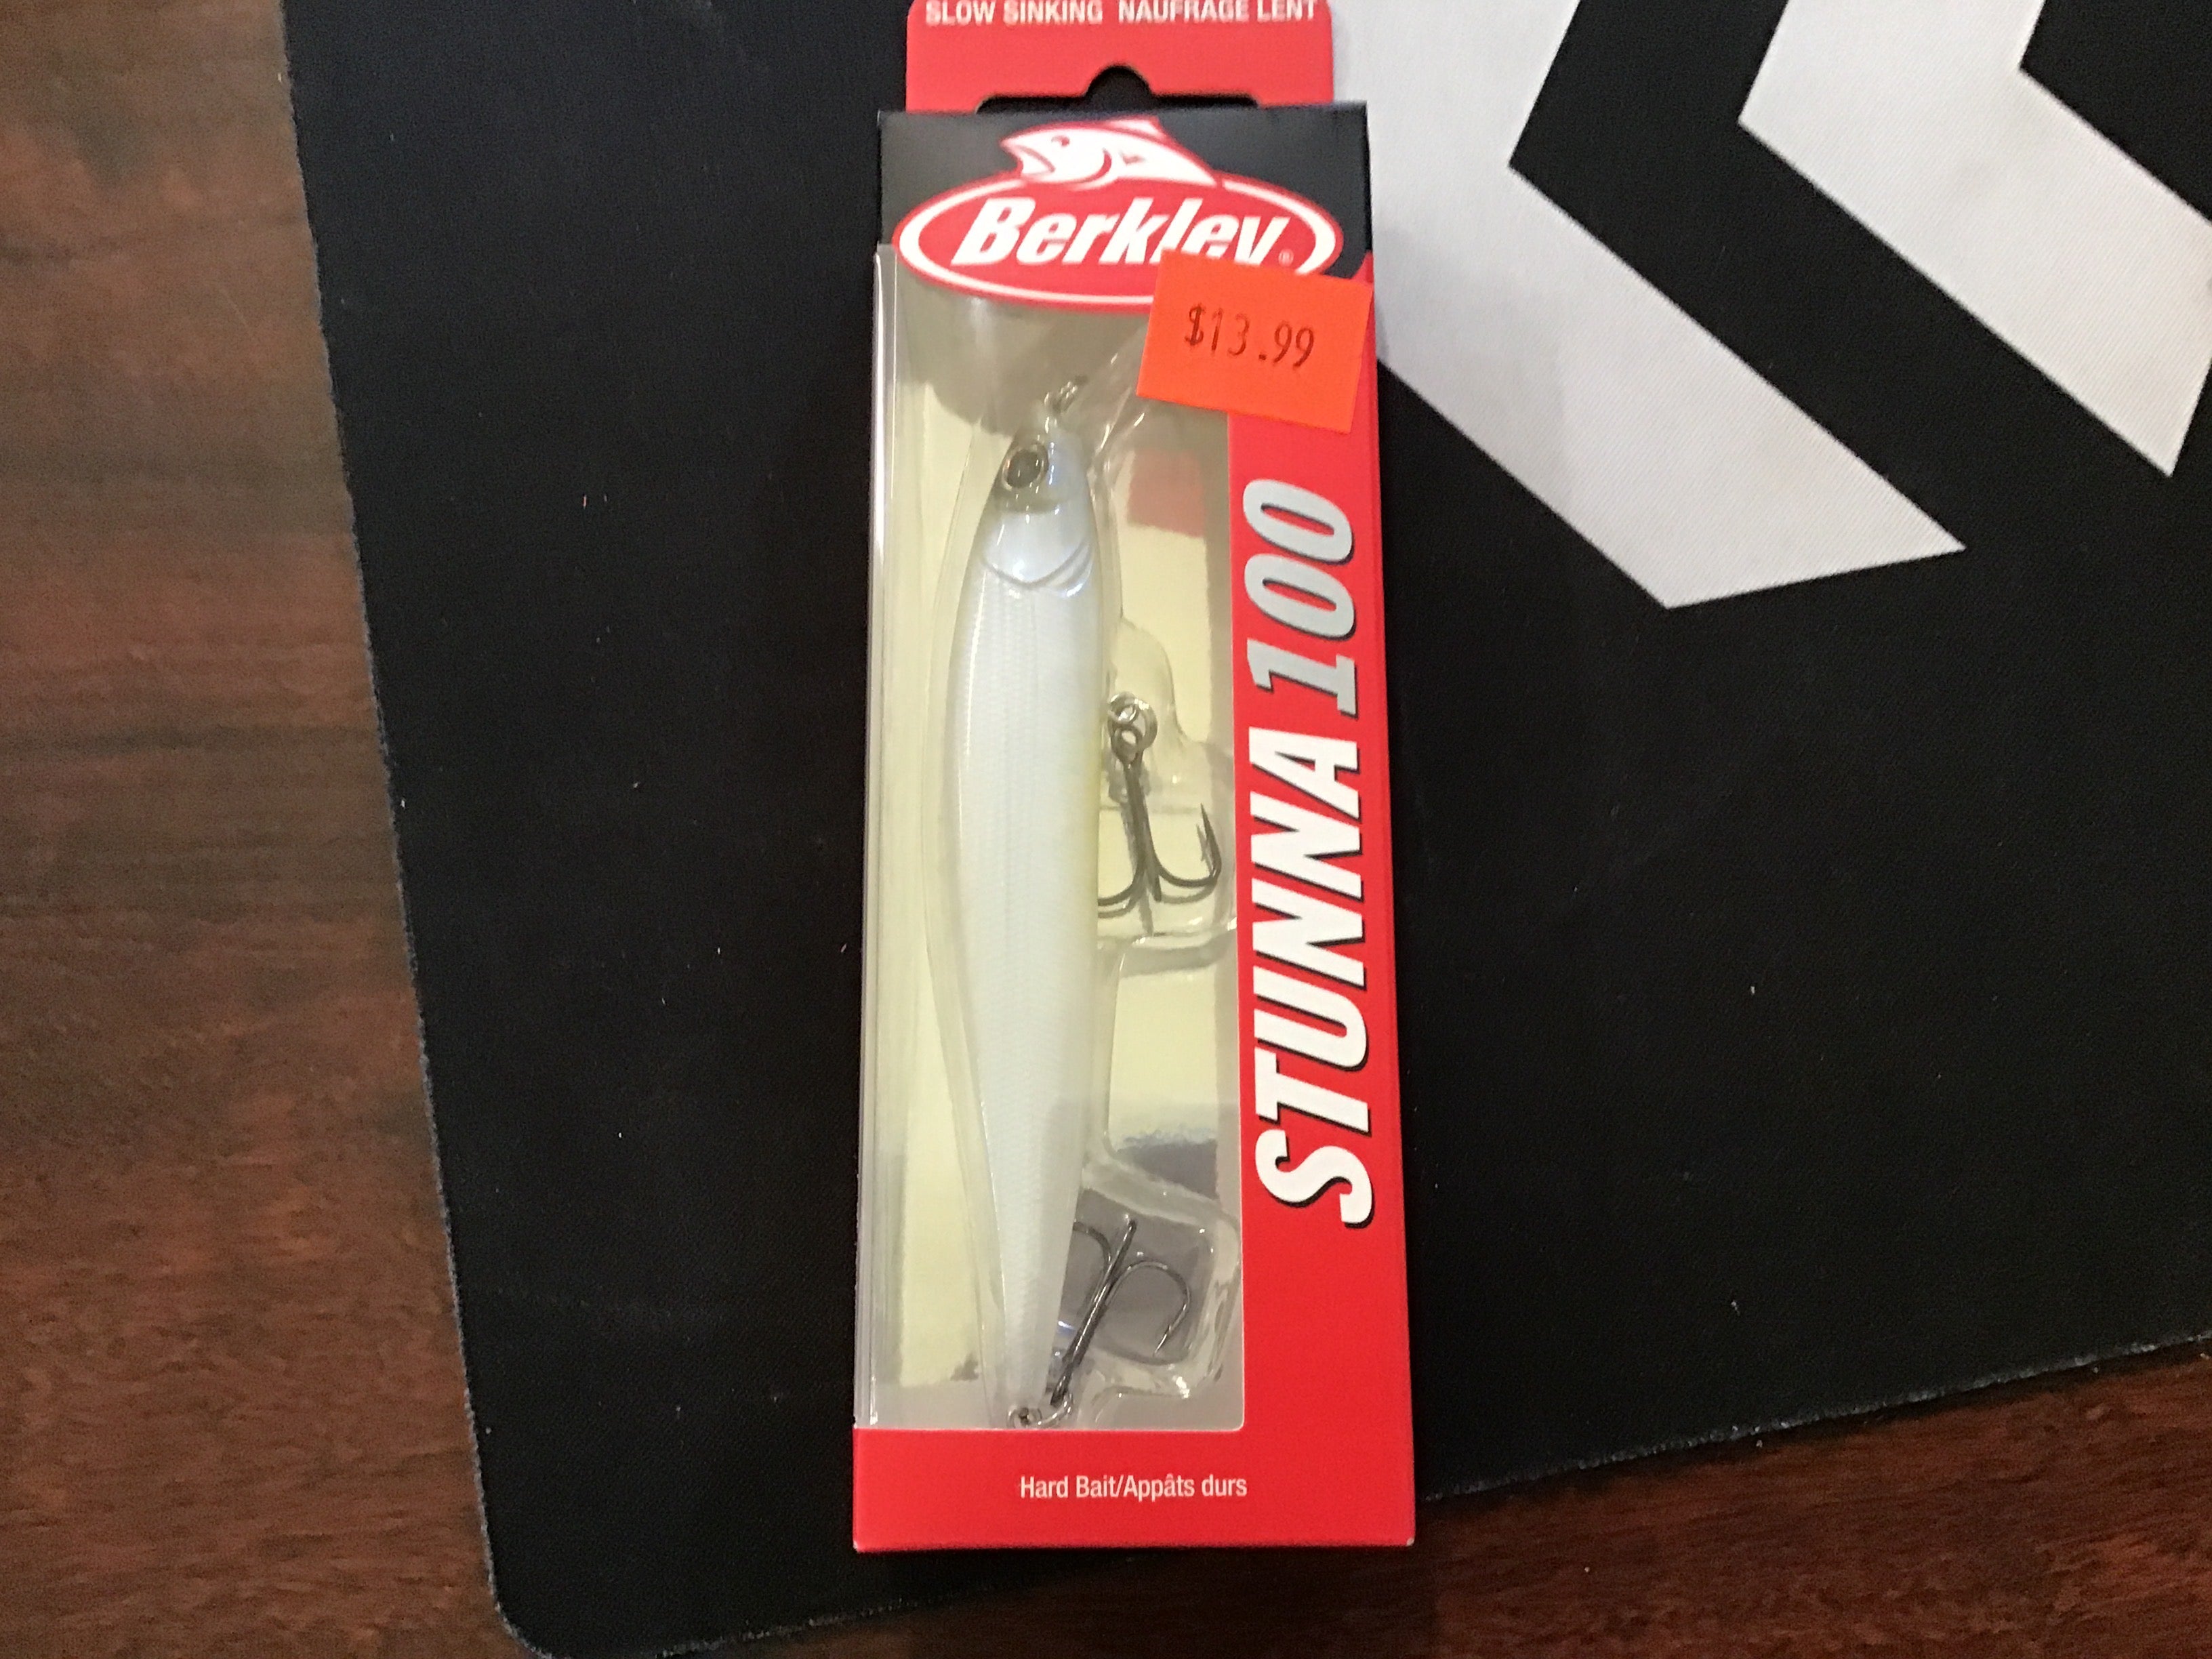 SLOW SINKING NAUFRAGE LENT
Berkley®
$13.99
STUNNA 100
Hard Bait/Appâts durs